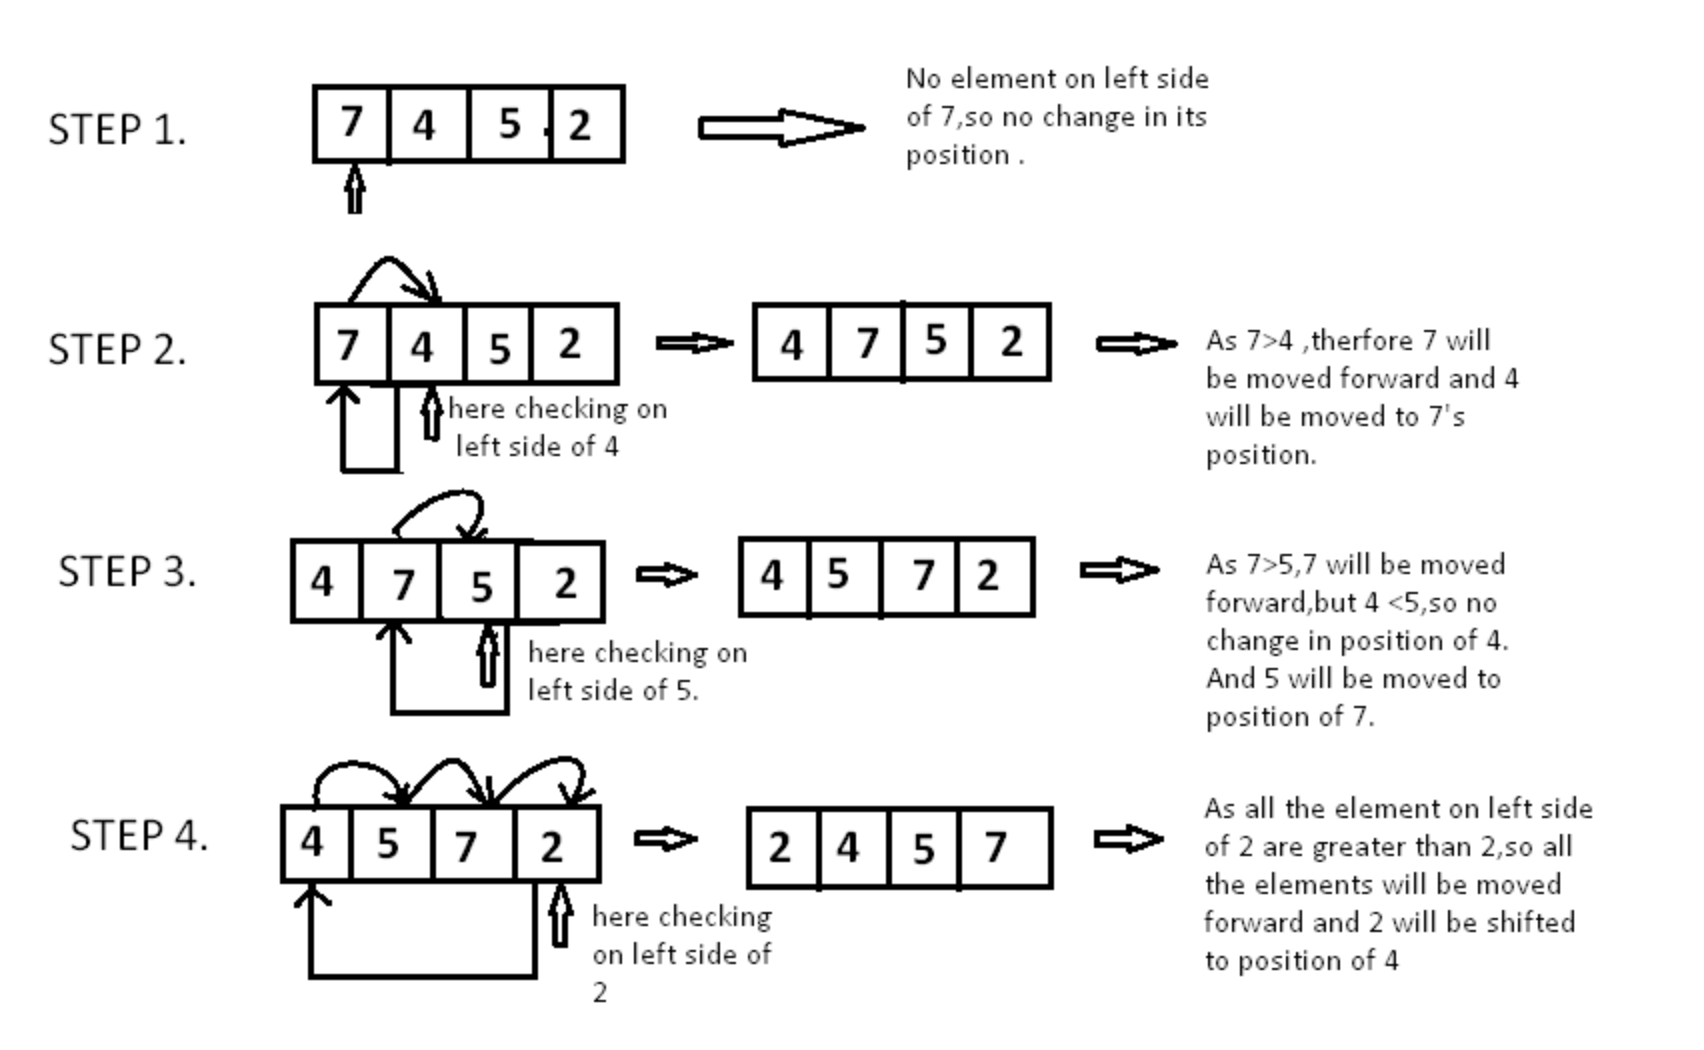 STEP 1.
7 4 5 2
No element on left side
of 7,so no change in its
position .
STEP 2.
7 4 5 2
4 7 5 2
here checking on
left side of 4
As 7>4 ,therfore 7 will
be moved forward and 4
will be moved to 7's
position.
STEP 3.
4 7 5 2
4 5 7 2
here checking on
left side of 5.
As 7>5,7 will be moved
forward,but 4 <5,so no
change in position of 4.
And 5 will be moved to
position of 7.
STEP 4.
4 5 7 2
2 4 5 7
here checking
on left side of
2
As all the element on left side
of 2 are greater than 2,so all
the elements will be moved
forward and 2 will be shifted
to position of 4